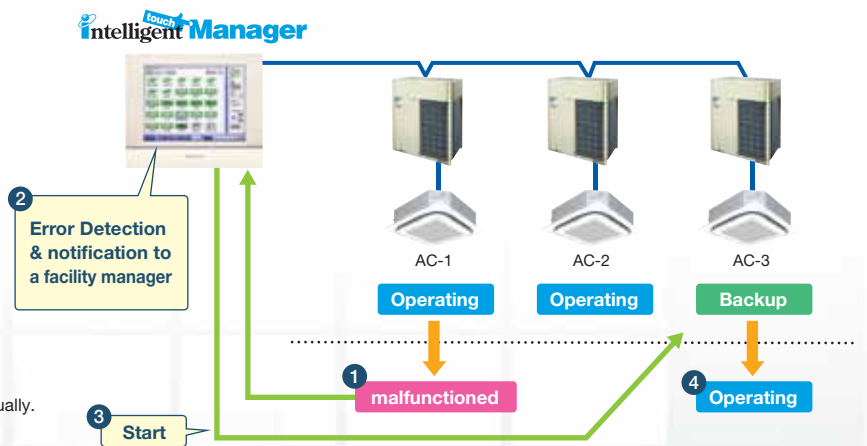 intelligent touch Manager
2
Error Detection
& notification to
a facility manager
AC-1
AC-2
AC-3
Operating
Operating
Backup
1
malfunctioned
4
Operating
ually.
3
Start